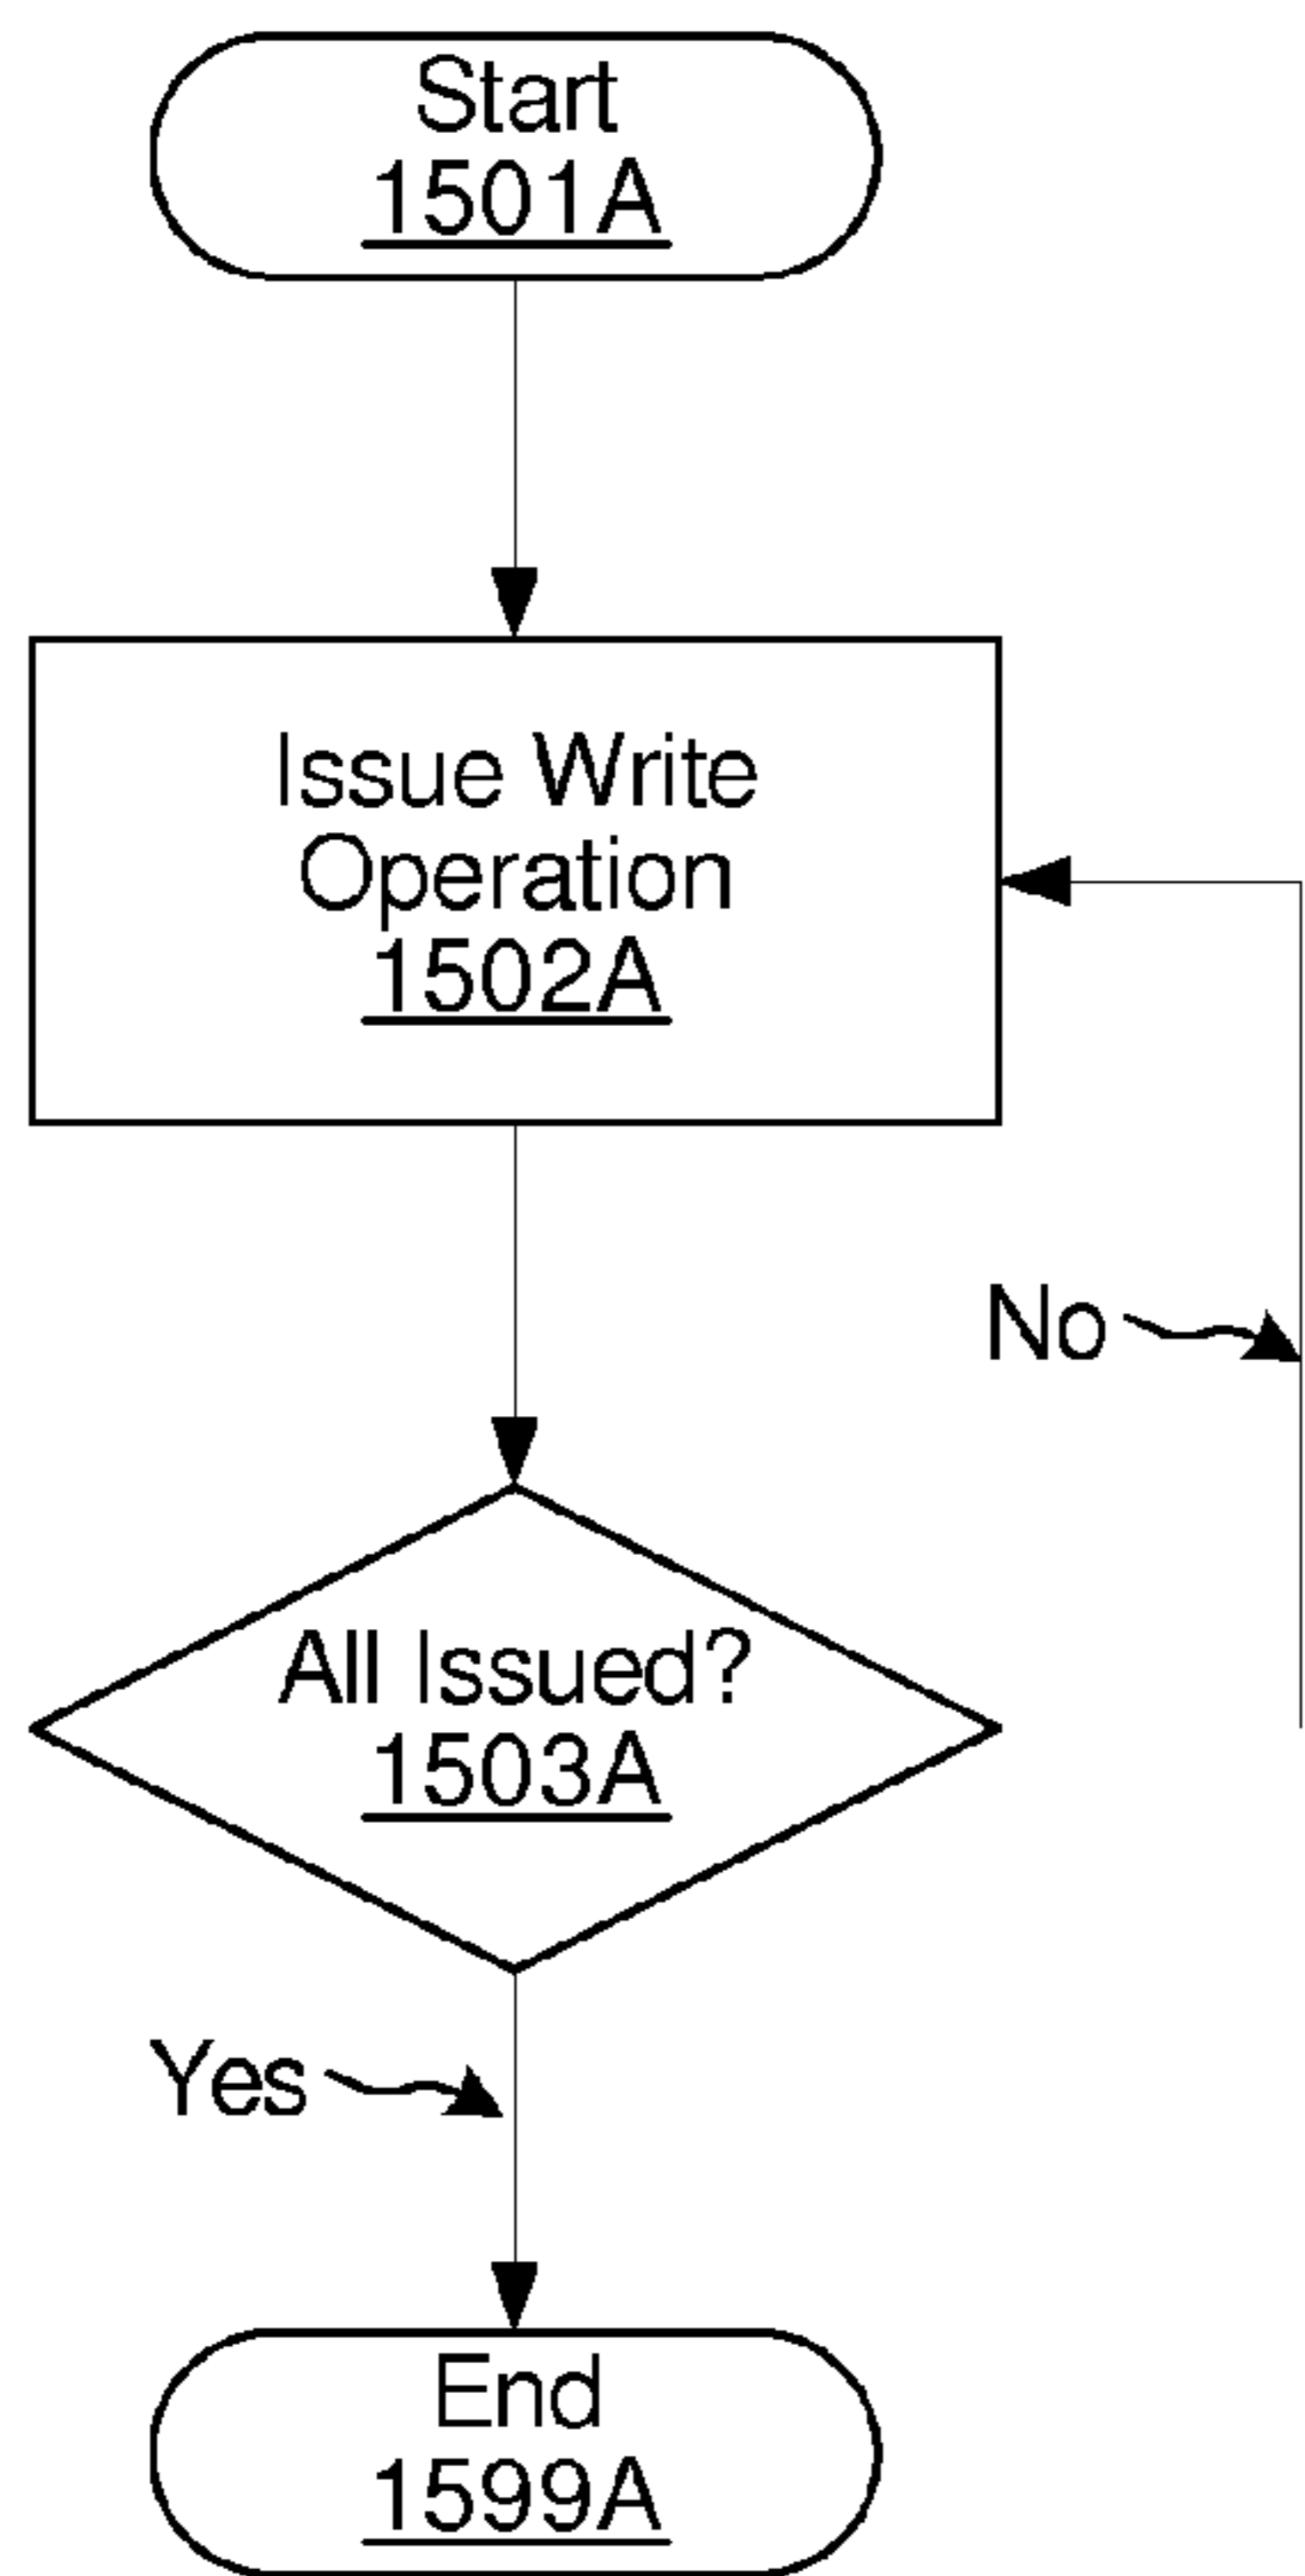 Start
1501A
Issue Write
Operation
1502A
No
All Issued?
1503A
Yes
End
1599A